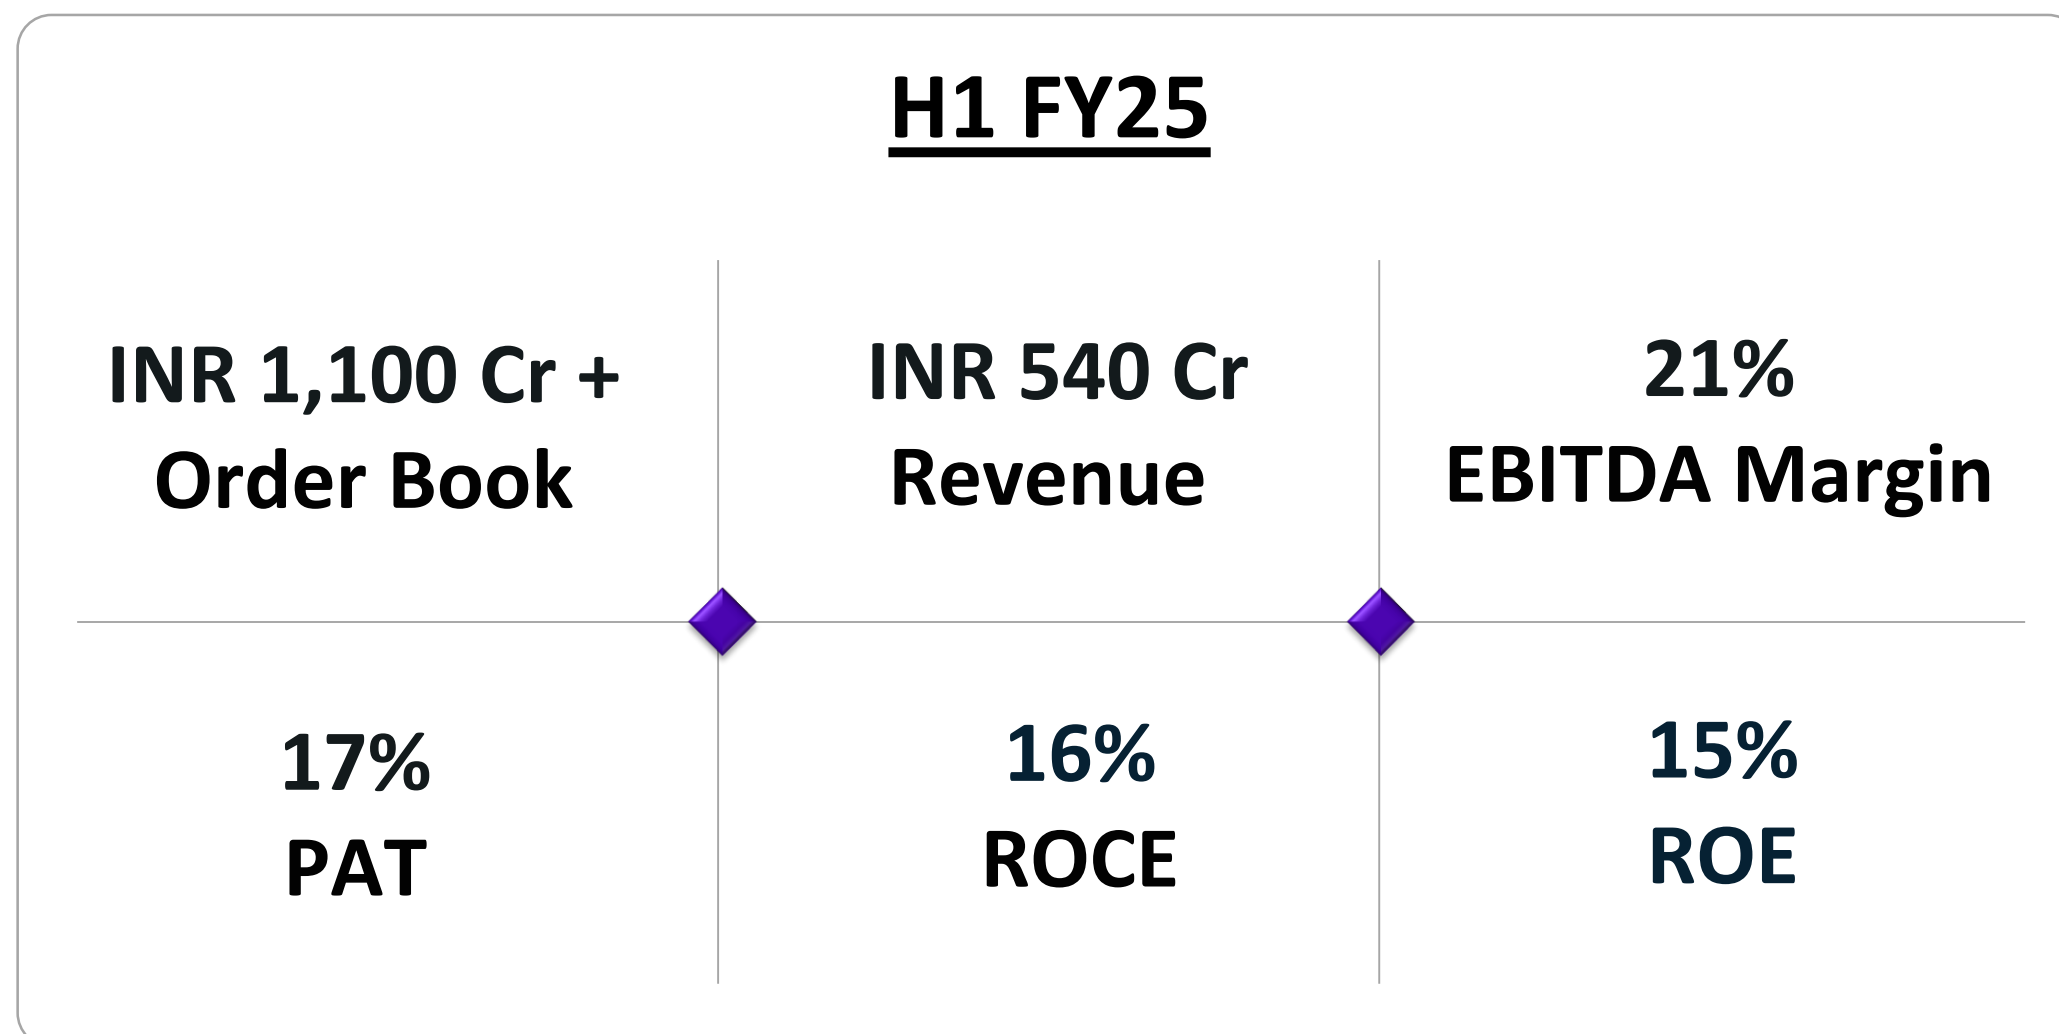 H1 FY25
INR 1,100 Cr +
Order Book
INR 540 Cr
Revenue
21%
EBITDA Margin
17%
PAT
16%
ROCE
15%
ROE